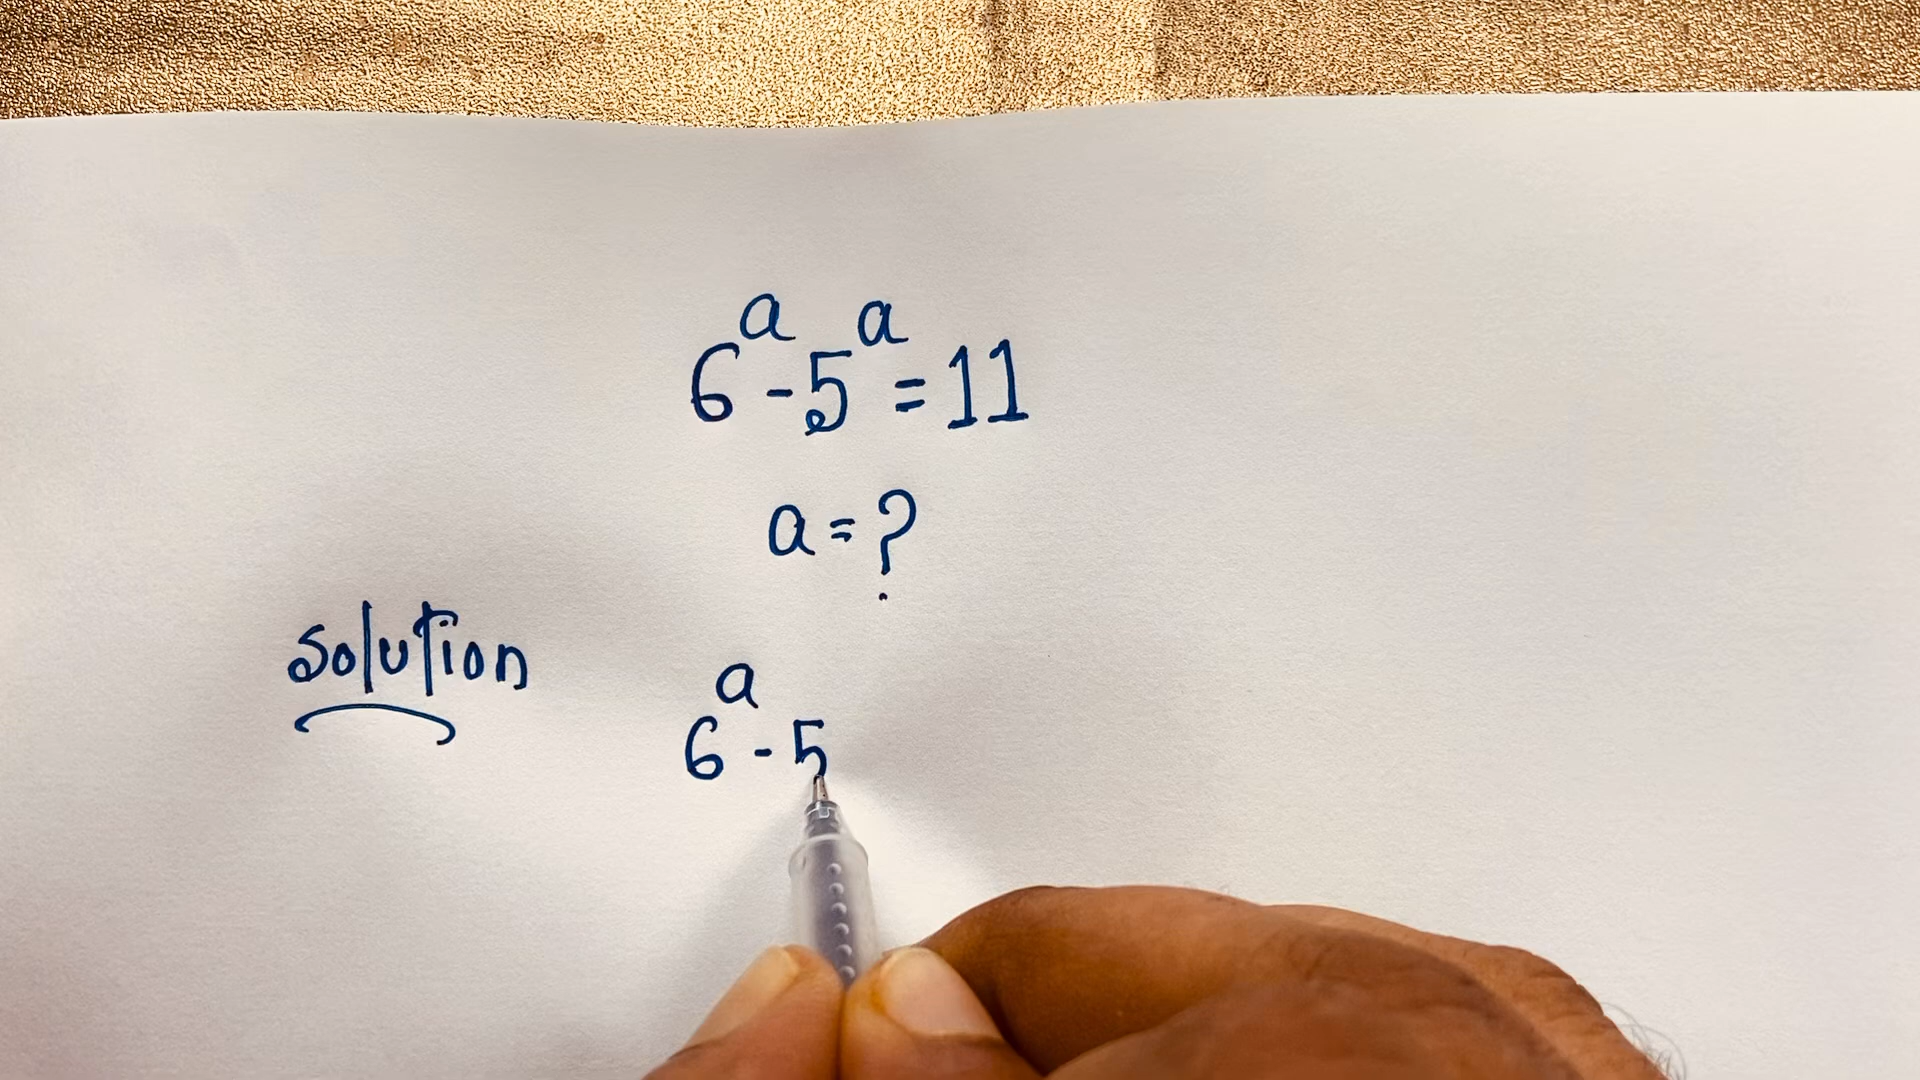 6^a - 5^a = 11
a = ?
Solution
6^a - 5